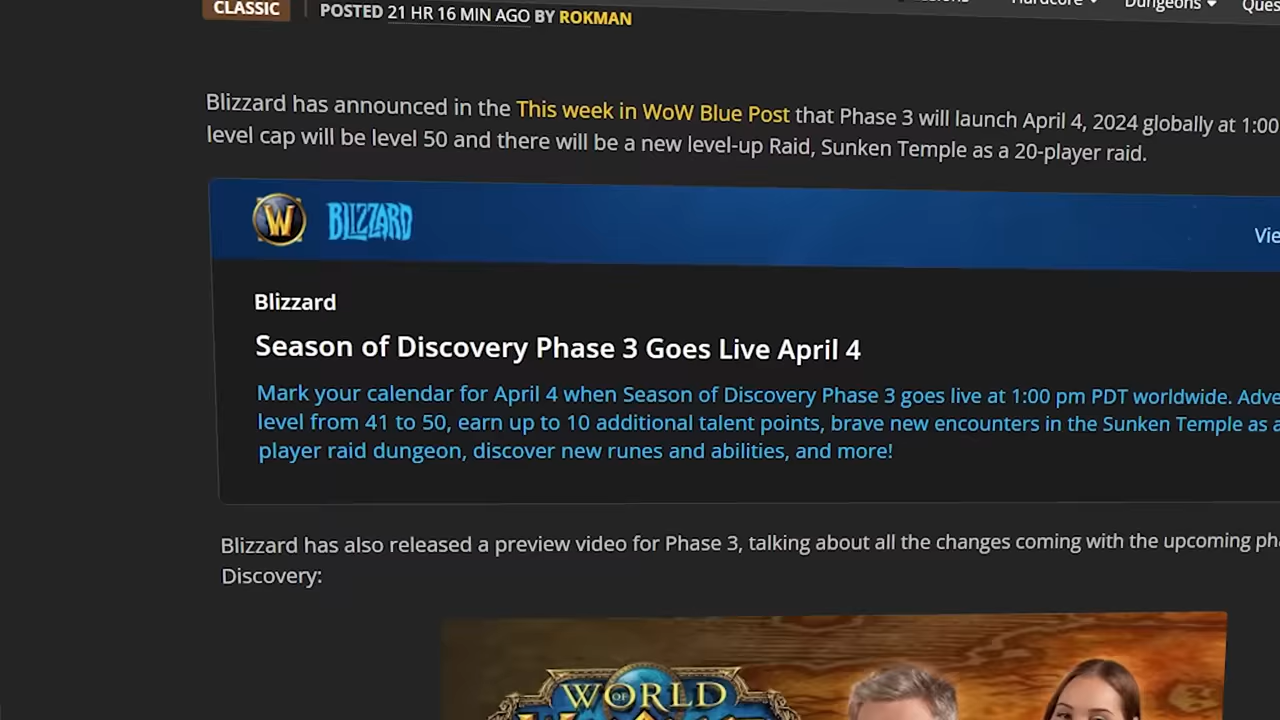 Hardcore Dungeons
CLASSIC POSTED 21 HR 16 MIN AGO BY ROKMAN
Blizzard has announced in the This week in WoW Blue Post that Phase 3 will launch April 4, 2024 globally at 1:00
level cap will be level 50 and there will be a new level-up Raid, Sunken Temple as a 20-player raid.
W BLIZZARD
Blizzard
Season of Discovery Phase 3 Goes Live April 4
Mark your calendar for April 4 when Season of Discovery Phase 3 goes live at 1:00 pm PDT worldwide.
level from 41 to 50, earn up to 10 additional talent points, brave new encounters in the Sunken Temple as a
player raid dungeon, discover new runes and abilities, and more!
Blizzard has also released a preview video for Phase 3, talking about all the changes coming with the upcoming
Discovery:
WORLD OF